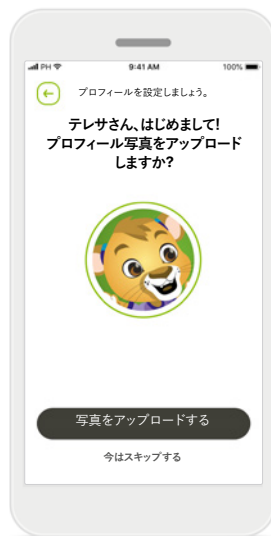 PH
9:41 AM
100%
プロフィールを設定しましょう。
テレサさん、はじめまして!
プロフィール写真をアップロード
しますか?
写真をアップロードする
今はスキップする